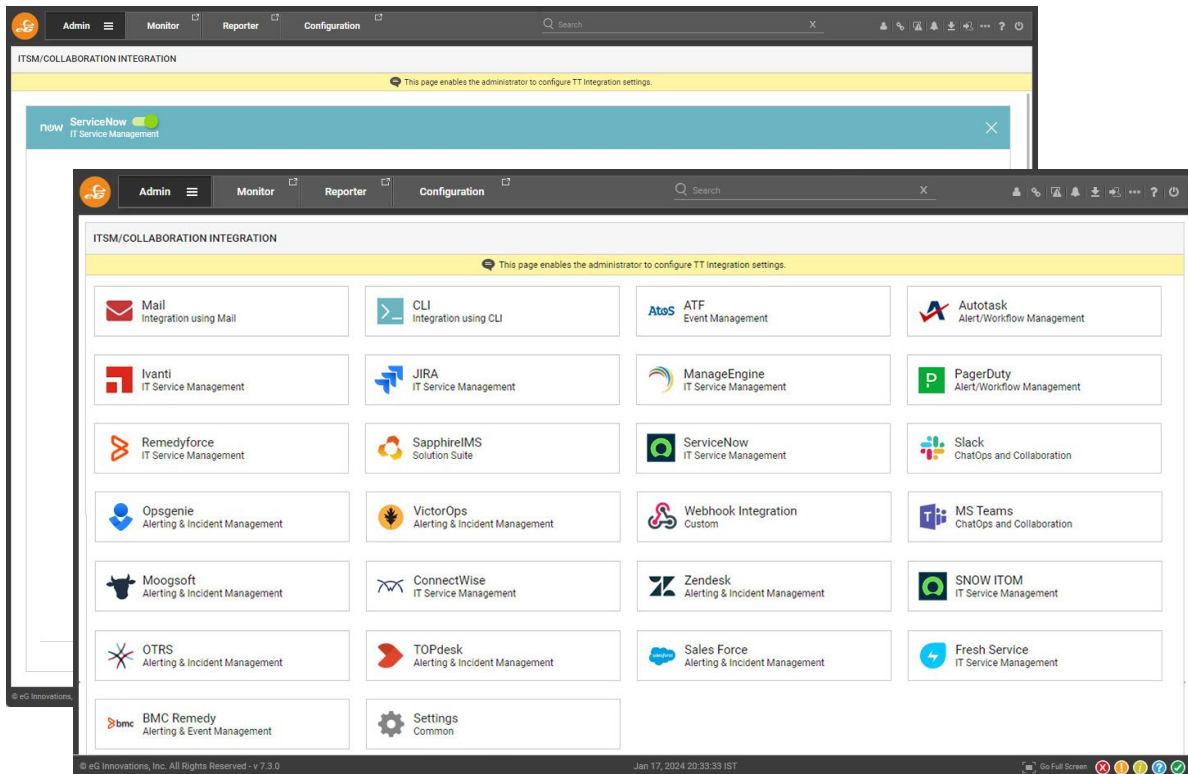 Admin Monitor Reporter Configuration Search X ?
ITSM/COLLABORATION INTEGRATION
This page enables the administrator to configure TT Integration settings.
now ServiceNow
IT Service Management
© eG Innovations,
Admin Monitor Reporter Configuration Search X ?
ITSM/COLLABORATION INTEGRATION
This page enables the administrator to configure TT Integration settings.
Mail
Integration using Mail
CLI
Integration using CLI
Atos ATF
Event Management
Autotask
Alert/Workflow Management
Ivanti
IT Service Management
JIRA
IT Service Management
ManageEngine
IT Service Management
P PagerDuty
Alert/Workflow Management
Remedyforce
IT Service Management
SapphireIMS
Solution Suite
ServiceNow
IT Service Management
Slack
ChatOps and Collaboration
Opsgenie
Alerting & Incident Management
VictorOps
Alerting & Incident Management
Webhook Integration
Custom
MS Teams
ChatOps and Collaboration
Moogsoft
Alerting & Incident Management
ConnectWise
IT Service Management
Zendesk
Alerting & Incident Management
SNOW ITOM
IT Service Management
OTRS
Alerting & Incident Management
TOPdesk
Alerting & Incident Management
salesforce Sales Force
Alerting & Incident Management
Fresh Service
IT Service Management
bmc BMC Remedy
Alerting & Event Management
Settings
Common
© eG Innovations, Inc. All Rights Reserved - v 7.3.0 Jan 17, 2024 20:33:33 IST Go Full Screen